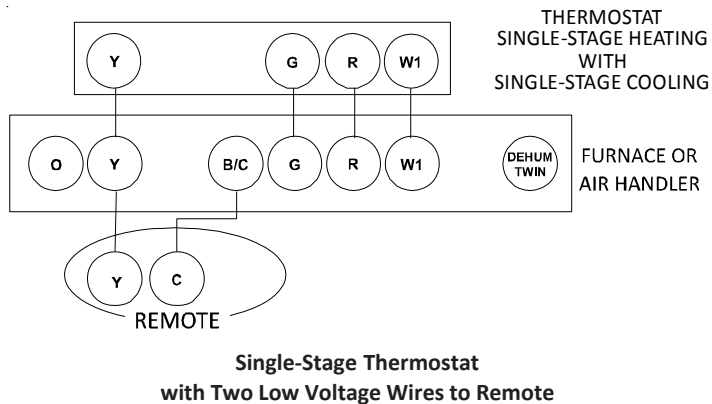 THERMOSTAT
SINGLE-STAGE HEATING
WITH
SINGLE-STAGE COOLING
Y G R W1
O Y B/C G R W1 DEHUM TWIN
FURNACE OR
AIR HANDLER
Y C
REMOTE
Single-Stage Thermostat
with Two Low Voltage Wires to Remote